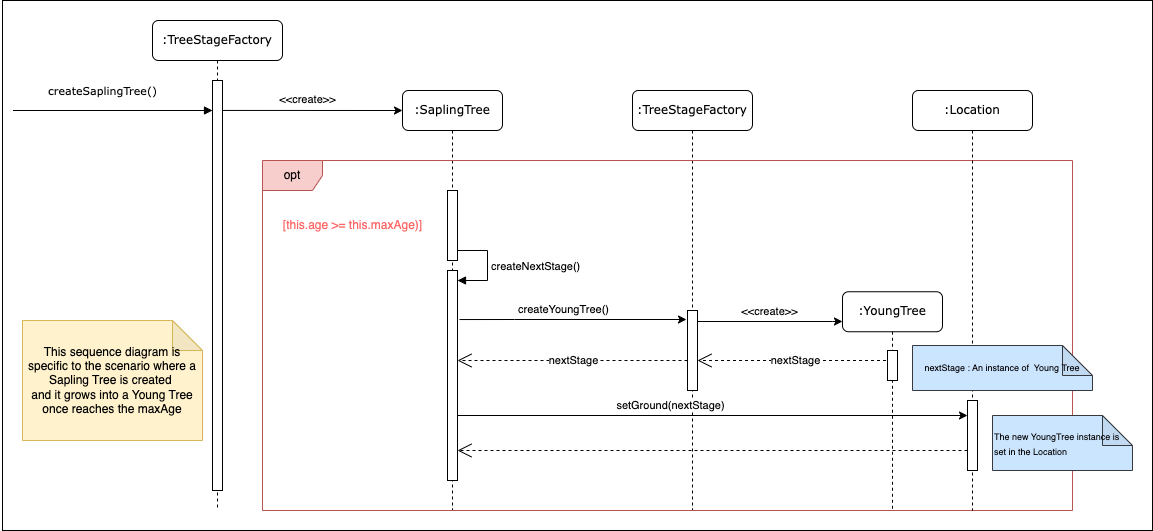 :TreeStageFactory
createSaplingTree()
<<create>>
:SaplingTree
:TreeStageFactory
:Location
opt
[this.age >= this.maxAge)]
createNextStage()
createYoungTree()
<<create>>
:YoungTree
nextStage
nextStage
nextStage : An instance of Young Tree
This sequence diagram is
specific to the scenario where a
Sapling Tree is created
and it grows into a Young Tree
once reaches the maxAge
setGround(nextStage)
The new YoungTree instance is
set in the Location